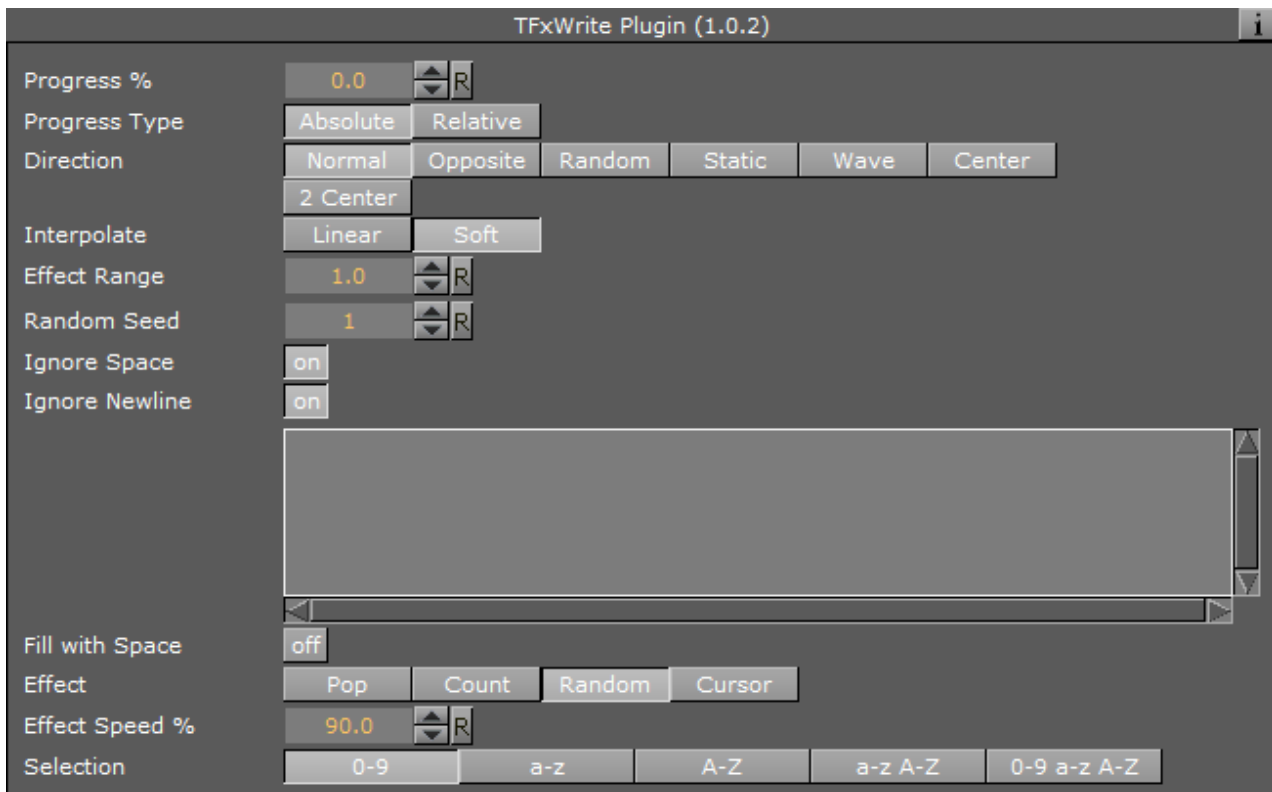 TFxWrite Plugin (1.0.2) i
Progress % 0.0 R
Progress Type Absolute Relative
Direction Normal Opposite Random Static Wave Center
2 Center
Interpolate Linear Soft
Effect Range 1.0 R
Random Seed 1 R
Ignore Space on
Ignore Newline on
Fill with Space off
Effect Pop Count Random Cursor
Effect Speed % 90.0 R
Selection 0-9 a-z A-Z a-z A-Z 0-9 a-z A-Z